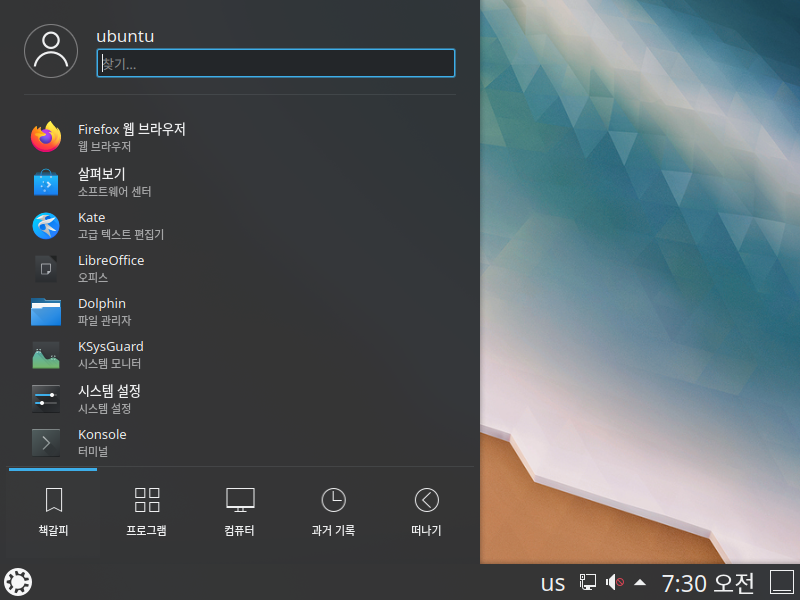 ubuntu
찾기...
Firefox 웹 브라우저
웹 브라우저
살펴보기
소프트웨어 센터
Kate
고급 텍스트 편집기
LibreOffice
오피스
Dolphin
파일 관리자
KSysGuard
시스템 모니터
시스템 설정
시스템 설정
Konsole
터미널
책갈피 프로그램 컴퓨터 과거 기록 떠나기
us 7:30 오전